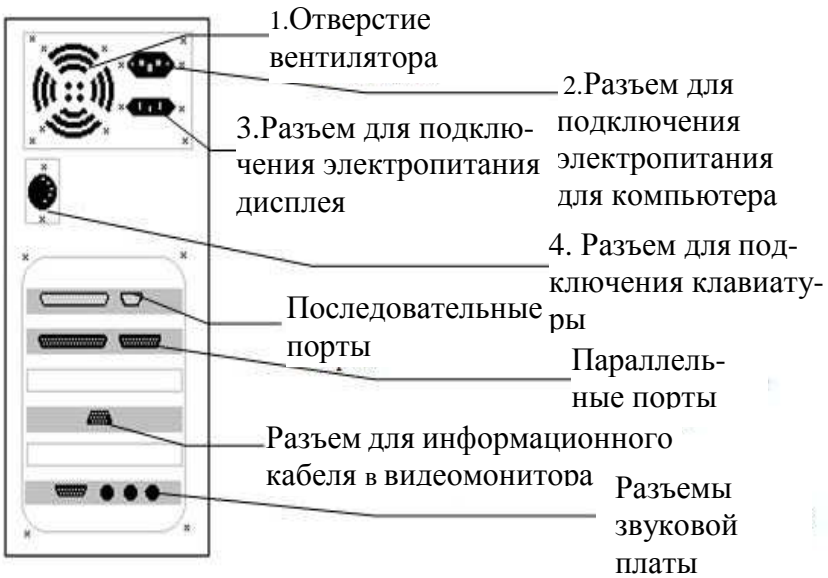 1.Отверстие
вентилятора
2.Разъем для
подключения
электропитания
для компьютера
3.Разъем для подклю-
чения электропитания
дисплея
4. Разъем для под-
ключения клавиату-
ры
Последовательные
порты
Параллель-
ные порты
Разъем для информационного
кабеля в видеомонитора
Разъемы
звуковой
платы